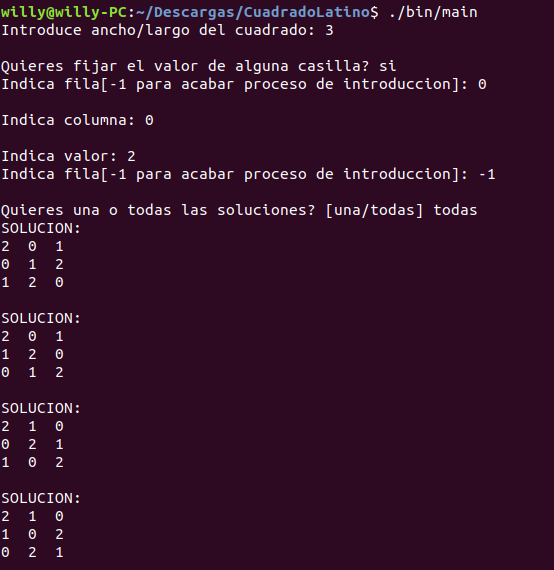 willy@willy-PC:~/Descargas/CuadradoLatino$ ./bin/main
Introduce ancho/largo del cuadrado: 3
Quieres fijar el valor de alguna casilla? si
Indica fila[-1 para acabar proceso de introduccion]: 0
Indica columna: 0
Indica valor: 2
Indica fila[-1 para acabar proceso de introduccion]: -1
Quieres una o todas las soluciones? [una/todas] todas
SOLUCION:
2 0 1
0 1 2
1 2 0
SOLUCION:
2 0 1
1 2 0
0 1 2
SOLUCION:
2 1 0
0 2 1
1 0 2
SOLUCION:
2 1 0
1 0 2
0 2 1